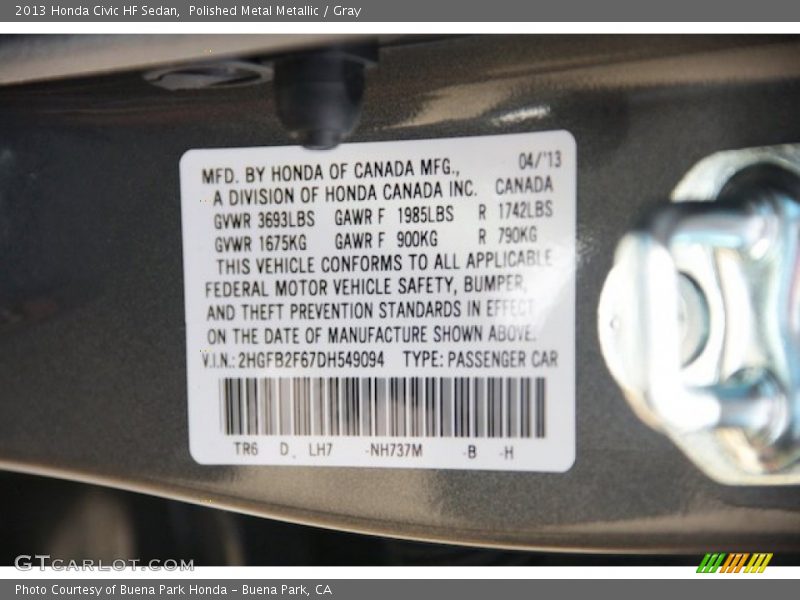 2013 Honda Civic HF Sedan, Polished Metal Metallic / Gray
04/'13
MFD. BY HONDA OF CANADA MFG.,
A DIVISION OF HONDA CANADA INC. CANADA
GVWR 3693LBS GAWR F 1985LBS R 1742LBS
GVWR 1675KG GAWR F 900KG R 790KG
THIS VEHICLE CONFORMS TO ALL APPLICABLE
FEDERAL MOTOR VEHICLE SAFETY, BUMPER,
AND THEFT PREVENTION STANDARDS IN EFFECT
ON THE DATE OF MANUFACTURE SHOWN ABOVE.
V.I.N.: 2HGFB2F67DH549094 TYPE: PASSENGER CAR
TR6 D. LH7 -NH737M -B -H
GTCARLOT.COM
Photo Courtesy of Buena Park Honda - Buena Park, CA